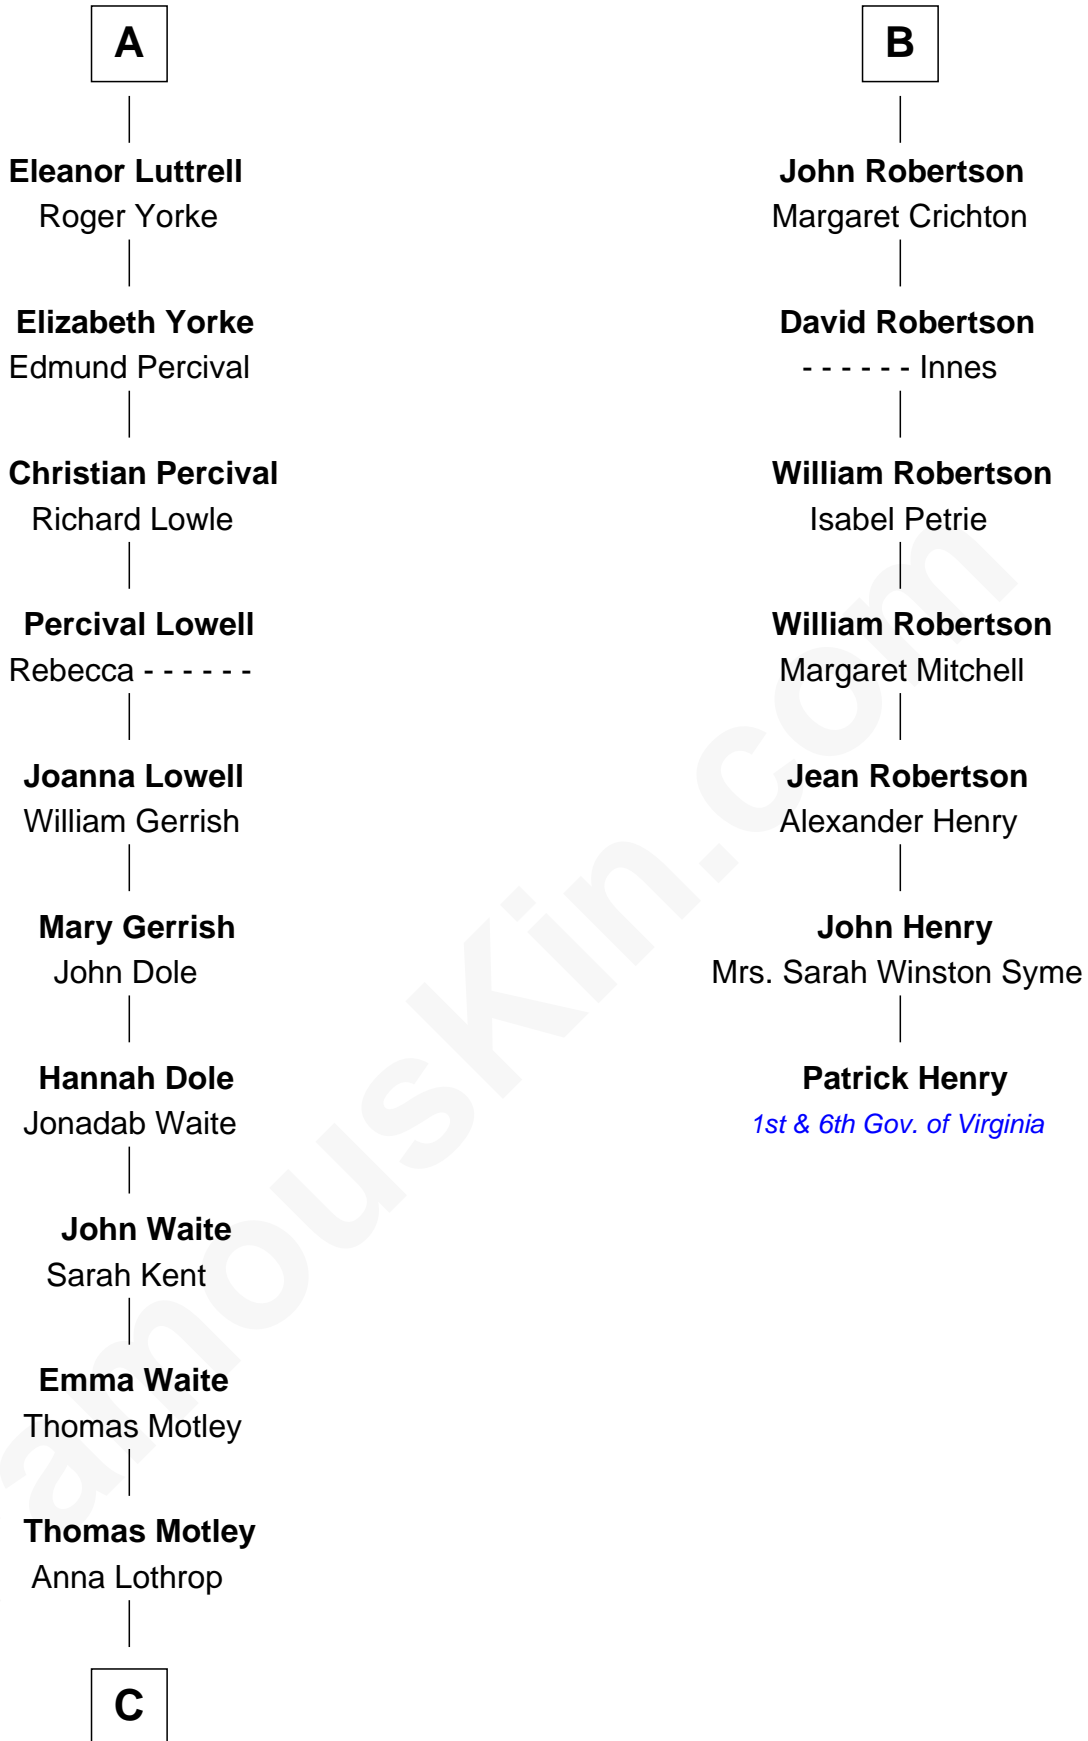 A
Eleanor Luttrell
Roger Yorke
Elizabeth Yorke
Edmund Percival
Christian Percival
Richard Lowle
Percival Lowell
Rebecca - - - - - -
Joanna Lowell
William Gerrish
Mary Gerrish
John Dole
Hannah Dole
Jonadab Waite
John Waite
Sarah Kent
Emma Waite
Thomas Motley
Thomas Motley
Anna Lothrop
C
B
John Robertson
Margaret Crichton
David Robertson
- - - - - - Innes
William Robertson
Isabel Petrie
William Robertson
Margaret Mitchell
Jean Robertson
Alexander Henry
John Henry
Mrs. Sarah Winston Syme
Patrick Henry
1st & 6th Gov. of Virginia
amousKin.com